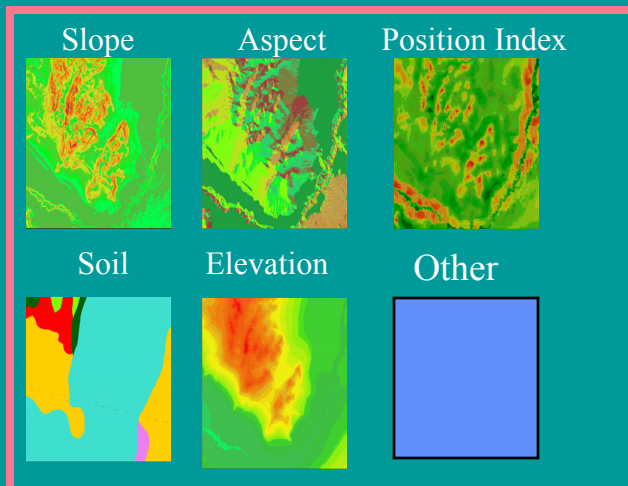 Slope
Aspect
Position Index
Soil
Elevation
Other